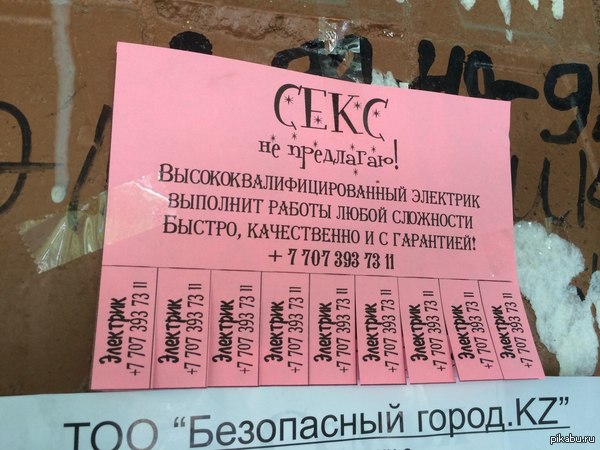 СЕКС
не предлагаю!
Высококвалифицированный электрик
выполнит работы любой сложности
Быстро, качественно и с гарантией!
+ 7 707 393 73 11
Электрик
+7 707 393 73 11
Электрик
+7 707 393 73 11
Электрик
+7 707 393 73 11
Электрик
+7 707 393 73 11
Электрик
+7 707 393 73 11
Электрик
+7 707 393 73 11
Электрик
+7 707 393 73 11
Электрик
+7 707 393 73 11
Электрик
+7 707 393 73 11
ТОО "Безопасный город.KZ"
pikabu.ru